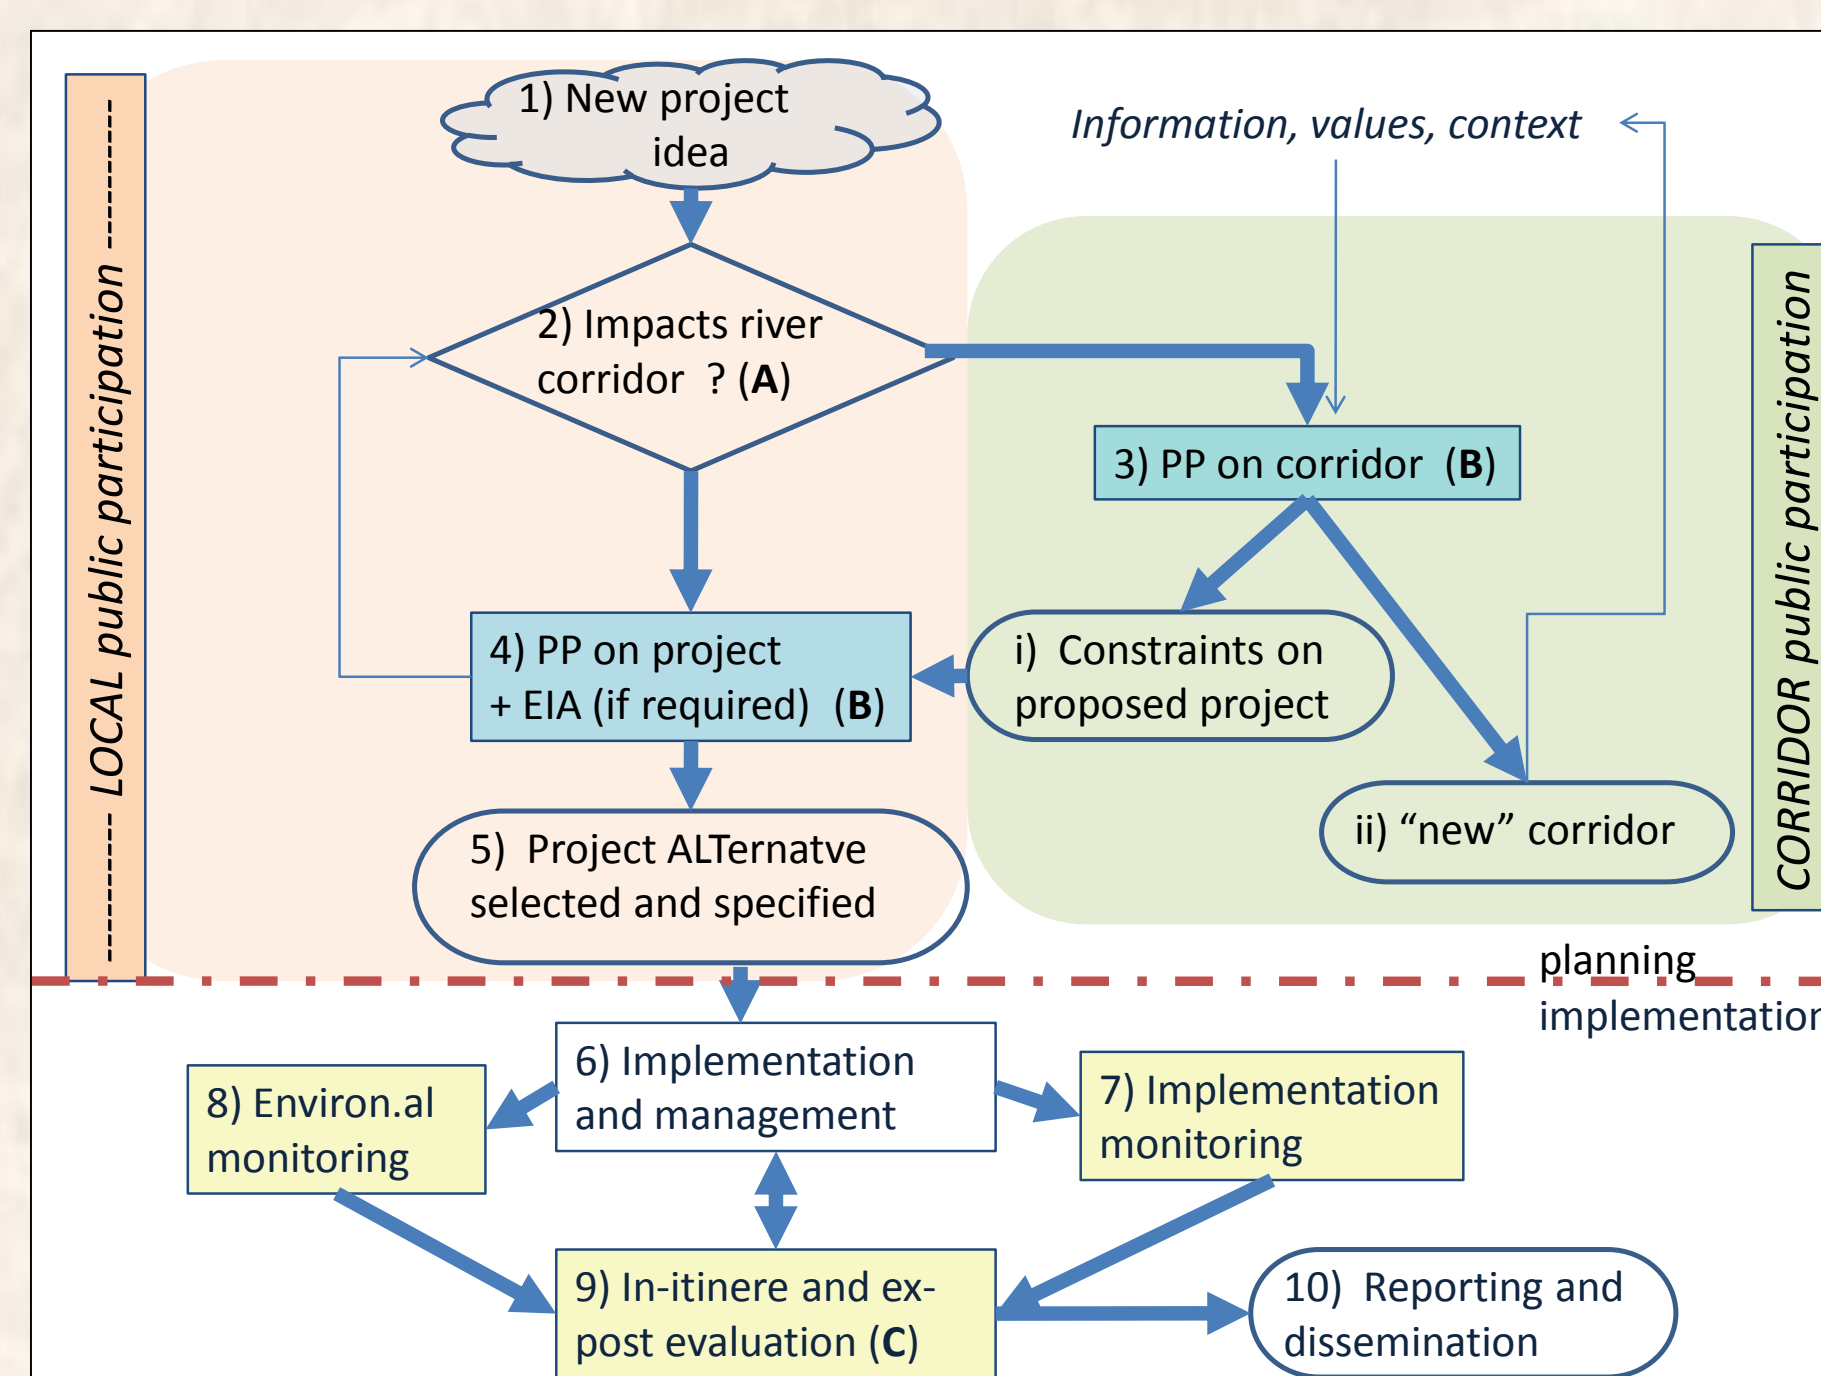 1) New project
idea
Information, values, context
------------ LOCAL public participation ------------
2) Impacts river
corridor ? (A)
CORRIDOR public participation
3) PP on corridor (B)
4) PP on project
+ EIA (if required) (B)
i) Constraints on
proposed project
5) Project ALTernatve
selected and specified
ii) “new” corridor
planning
implementation
6) Implementation
and management
7) Implementation
monitoring
8) Environ.al
monitoring
9) In-itinere and ex-
post evaluation (C)
10) Reporting and
dissemination